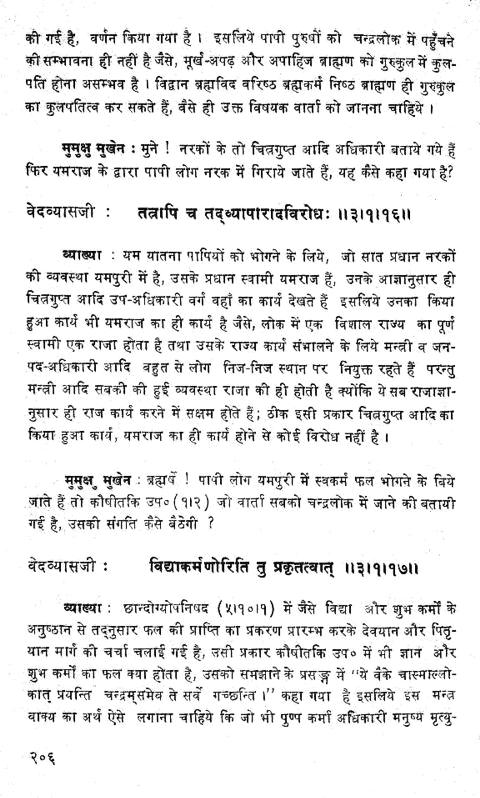 की गई है, वर्णन किया गया है । इसलिये पापी पुरुषों को चन्द्रलोक में पहुँचने
की सम्भावना ही नहीं है जैसे, मूर्ख-अपढ़ और अपाहिज ब्राह्मण को गुरुकुल में कुल-
पति होना असम्भव है । विद्वान ब्रह्मविद वरिष्ठ ब्रह्मकर्म निष्ठ ब्राह्मण ही गुरुकुल
का कुलपतित्व कर सकते हैं, वैसे ही उक्त विषयक वार्ता को जानना चाहिये ।
मुमुक्षु मुखेन : मुने ! नरकों के तो चित्रगुप्त आदि अधिकारी बताये गये हैं
फिर यमराज के द्वारा पापी लोग नरक में गिराये जाते हैं, यह कैसे कहा गया है?
वेदव्यासजी : तत्रापि च तद्व्यापारादविरोधः ॥३।१।१६॥
व्याख्या : यम यातना पापियों को भोगने के लिये, जो सात प्रधान नरकों
की व्यवस्था यमपुरी में है, उसके प्रधान स्वामी यमराज हैं, उनके आज्ञानुसार ही
चित्रगुप्त आदि उप-अधिकारी वर्ग वहाँ का कार्य देखते हैं इसलिये उनका किया
हुआ कार्य भी यमराज का ही कार्य है जैसे, लोक में एक विशाल राज्य का पूर्ण
स्वामी एक राजा होता है तथा उसके राज्य कार्य संभालने के लिये मन्त्री व जन-
पद-अधिकारी आदि बहुत से लोग निज-निज स्थान पर नियुक्त रहते हैं परन्तु
मन्त्री आदि सबकी की हुई व्यवस्था राजा की ही होती है क्योंकि ये सब राजाज्ञा-
नुसार ही राज कार्य करने में सक्षम होते हैं; ठीक इसी प्रकार चित्रगुप्त आदि का
किया हुआ कार्य, यमराज का ही कार्य होने से कोई विरोध नहीं है ।
मुमुक्षु मुखेन : ब्रह्मर्षे ! पापी लोग यमपुरी में स्वकर्म फल भोगने के लिये
जाते हैं तो कौषीतकि उप० (१।२) जो वार्ता सबको चन्द्रलोक में जाने की बतायी
गई है, उसकी संगति कैसे बैठेगी ?
वेदव्यासजी : विद्याकर्मणोरिति तु प्रकृतत्वात् ॥३।१।१७॥
व्याख्या : छान्दोग्योपनिषद (५।१०।१) में जैसे विद्या और शुभ कर्मों के
अनुष्ठान से तद्नुसार फल की प्राप्ति का प्रकरण प्रारम्भ करके देवयान और पितृ-
यान मार्ग की चर्चा चलाई गई है, उसी प्रकार कौषीतकि उप० में भी ज्ञान और
शुभ कर्मों का फल क्या होता है, उसको समझाने के प्रसङ्ग में "ये वैके चास्माल्लो-
कात् प्रयन्ति चन्द्रमसमेव ते सर्वे गच्छन्ति ।" कहा गया है इसलिये इस मन्त्र
वाक्य का अर्थ ऐसे लगाना चाहिये कि जो भी पुण्य कर्मा अधिकारी मनुष्य मृत्यु-
२०६